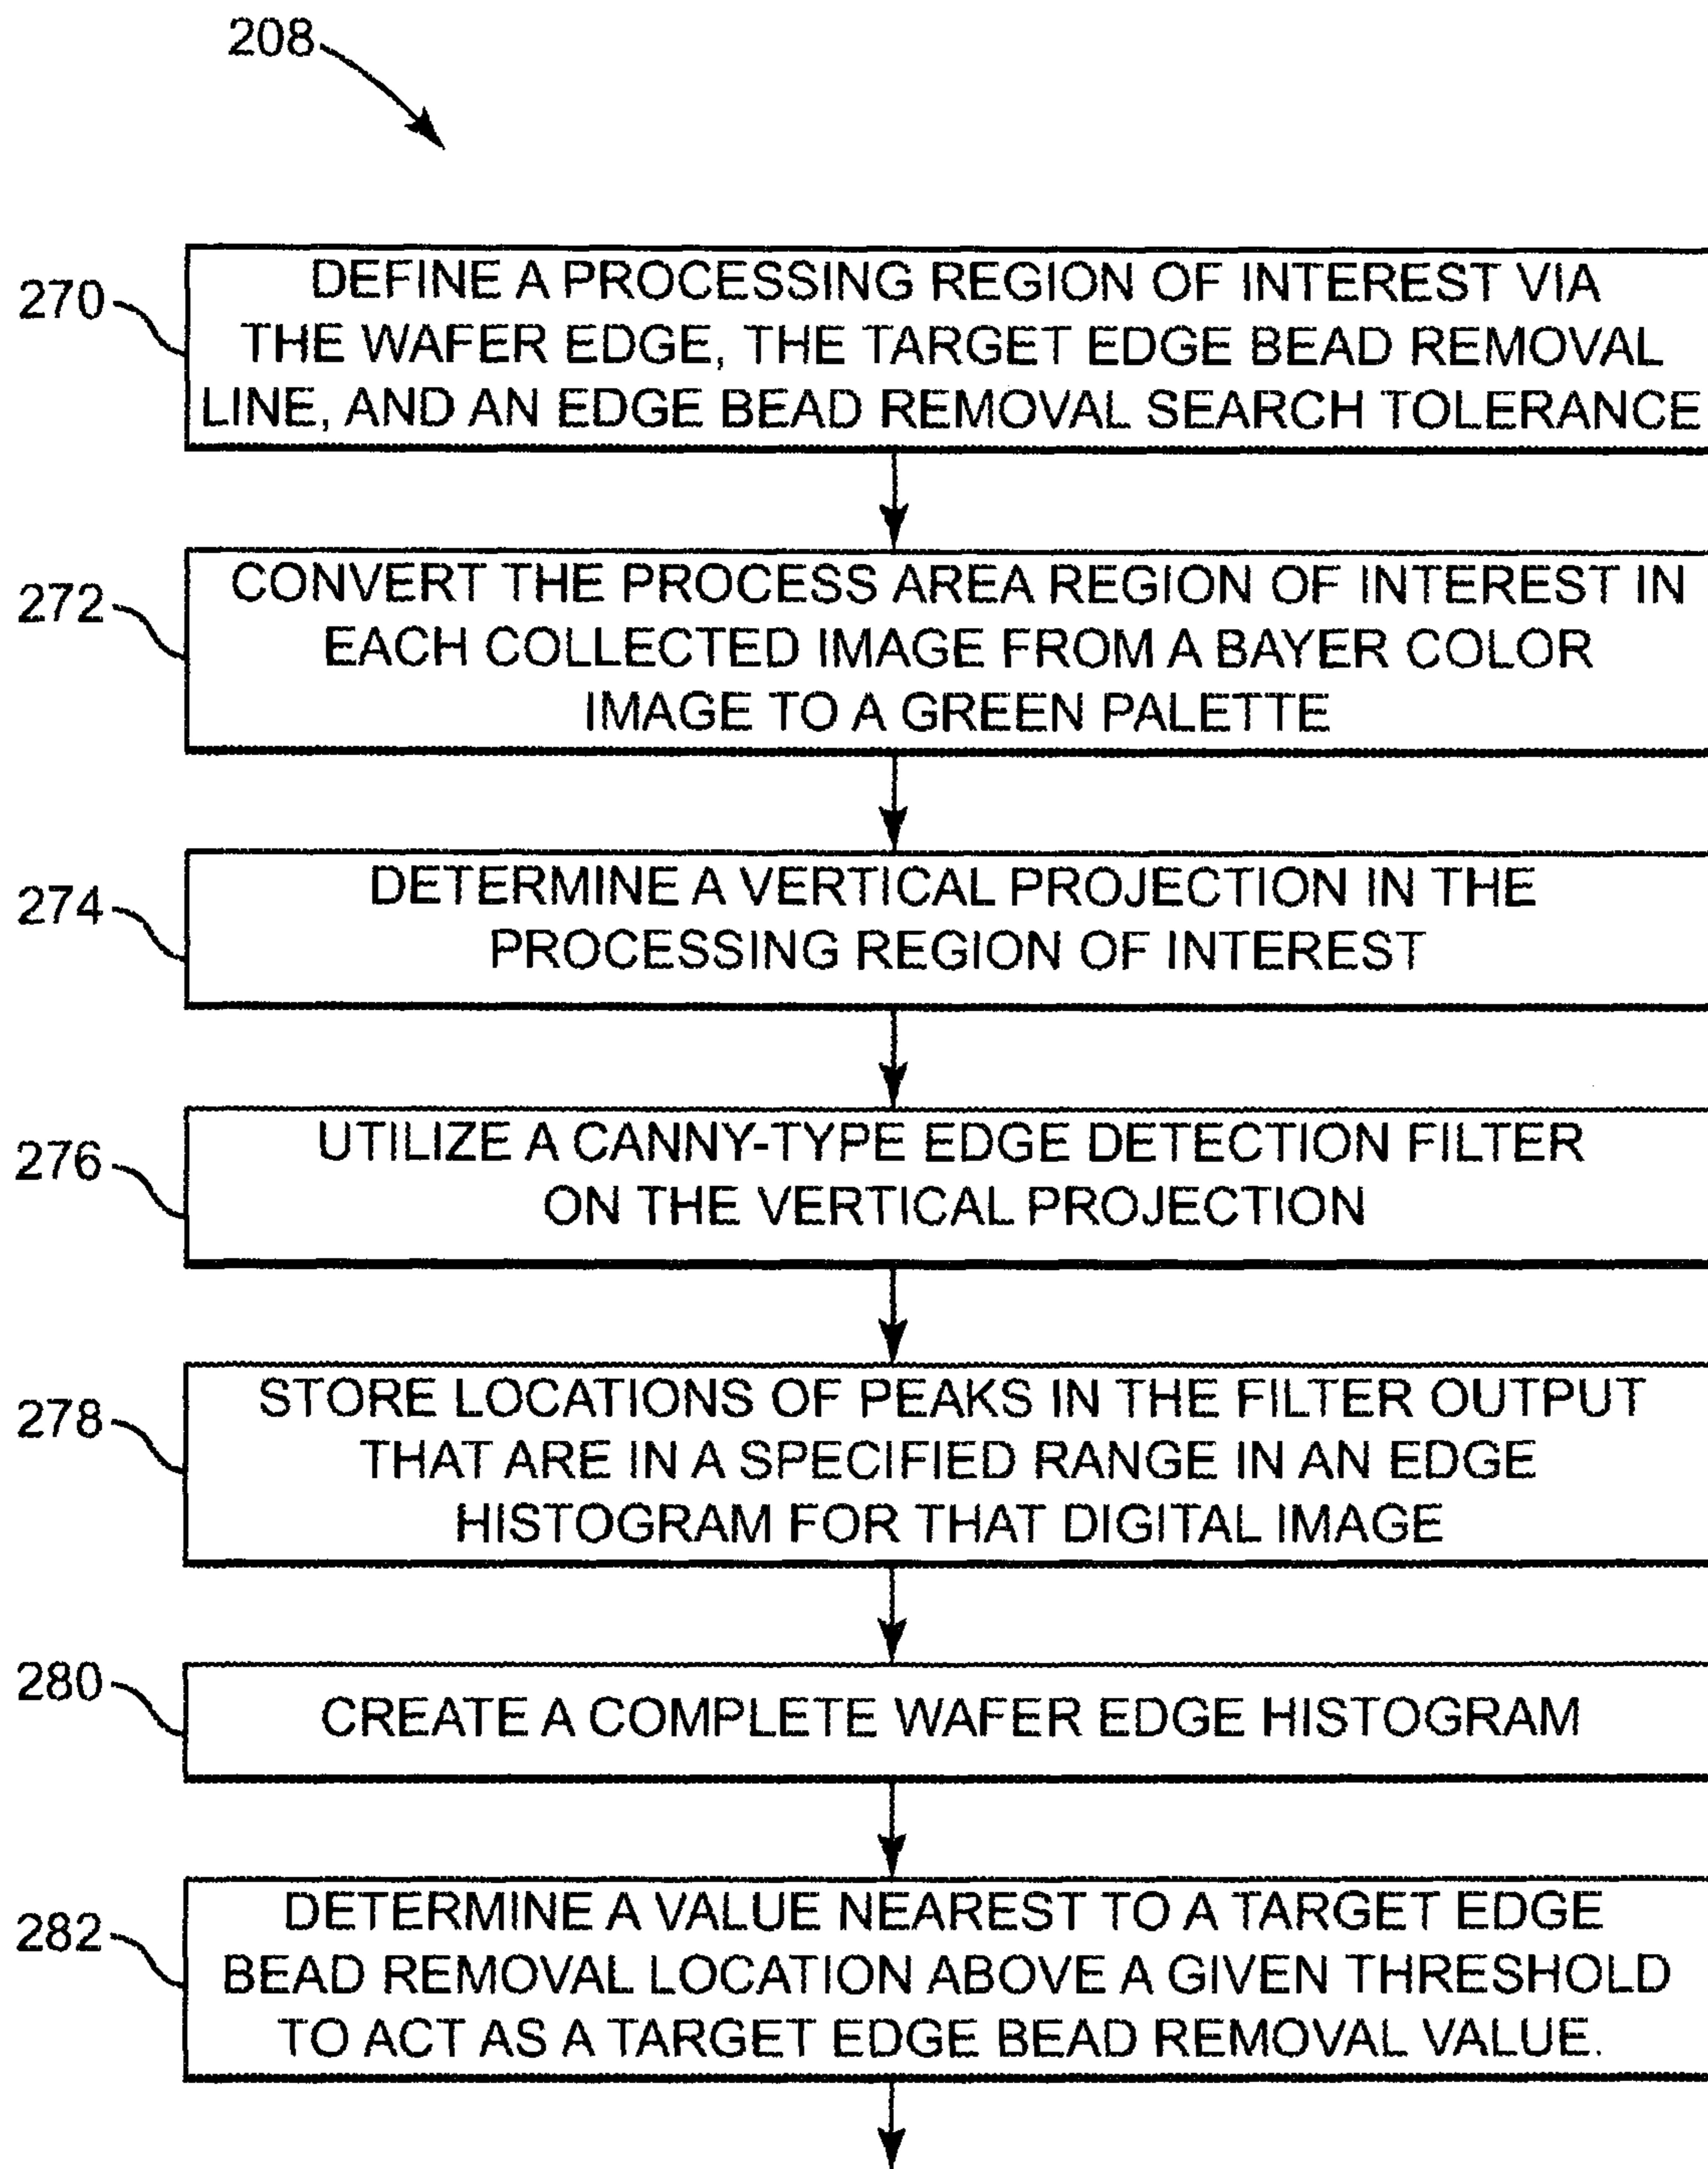 208
270
DEFINE A PROCESSING REGION OF INTEREST VIA
THE WAFER EDGE, THE TARGET EDGE BEAD REMOVAL
LINE, AND AN EDGE BEAD REMOVAL SEARCH TOLERANCE
272
CONVERT THE PROCESS AREA REGION OF INTEREST IN
EACH COLLECTED IMAGE FROM A BAYER COLOR
IMAGE TO A GREEN PALETTE
274
DETERMINE A VERTICAL PROJECTION IN THE
PROCESSING REGION OF INTEREST
276
UTILIZE A CANNY-TYPE EDGE DETECTION FILTER
ON THE VERTICAL PROJECTION
278
STORE LOCATIONS OF PEAKS IN THE FILTER OUTPUT
THAT ARE IN A SPECIFIED RANGE IN AN EDGE
HISTOGRAM FOR THAT DIGITAL IMAGE
280
CREATE A COMPLETE WAFER EDGE HISTOGRAM
282
DETERMINE A VALUE NEAREST TO A TARGET EDGE
BEAD REMOVAL LOCATION ABOVE A GIVEN THRESHOLD
TO ACT AS A TARGET EDGE BEAD REMOVAL VALUE.